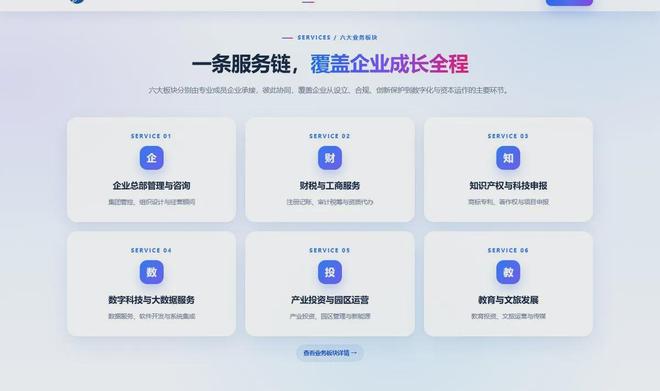 SERVICES / 六大业务板块
一条服务链，覆盖企业成长全程
六大板块分别由专业成员企业承接，彼此协同，覆盖企业从设立、合规、创新保护到数字化与资本运作的主要环节。
SERVICE 01
企
企业总部管理与咨询
集团管控、组织设计与经营顾问
SERVICE 02
财
财税与工商服务
注册记账、审计税筹与资质代办
SERVICE 03
知
知识产权与科技申报
商标专利、著作权与项目申报
SERVICE 04
数
数字科技与大数据服务
数据服务、软件开发与系统集成
SERVICE 05
投
产业投资与园区运营
产业投资、园区管理与新能源
SERVICE 06
教
教育与文旅发展
教育投资、文旅运营与传媒
查看业务板块详情 →